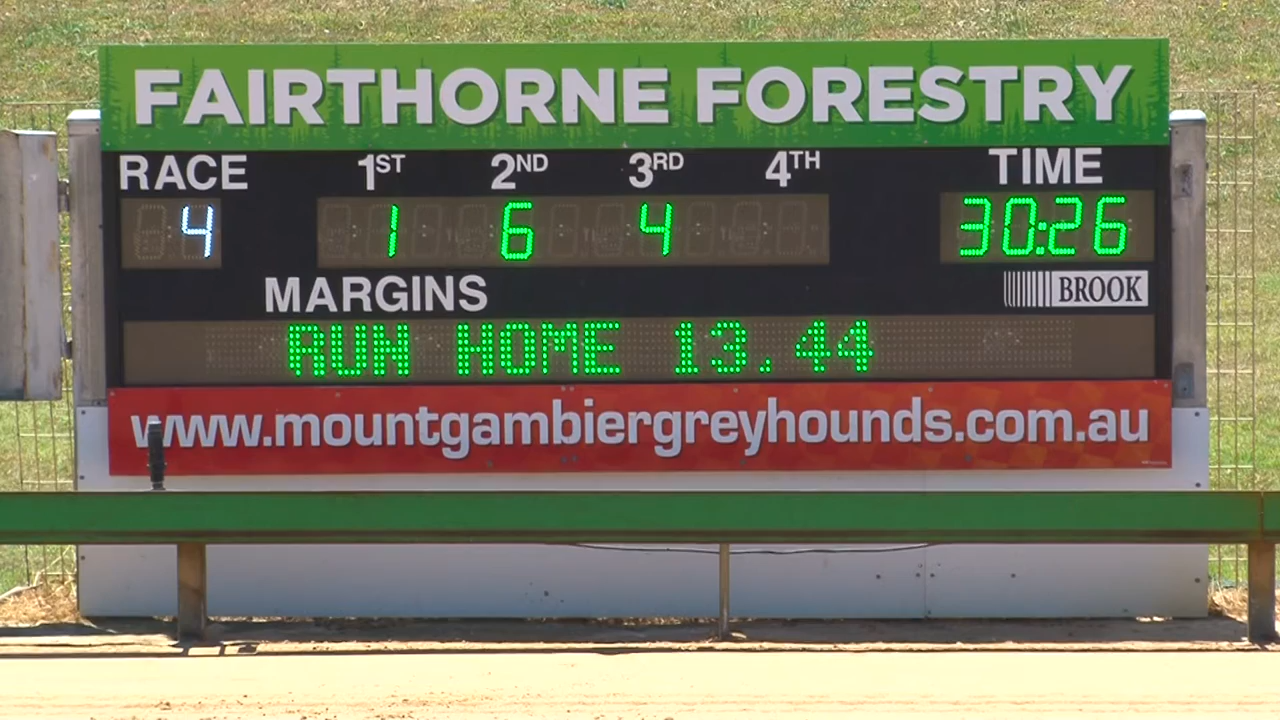 FAIRTHORNE FORESTRY
RACE 1ST 2ND 3RD 4TH TIME
4 1 6 4 30:26
MARGINS BROOK
RUN HOME 13.44
www.mountgambiergreyhounds.com.au